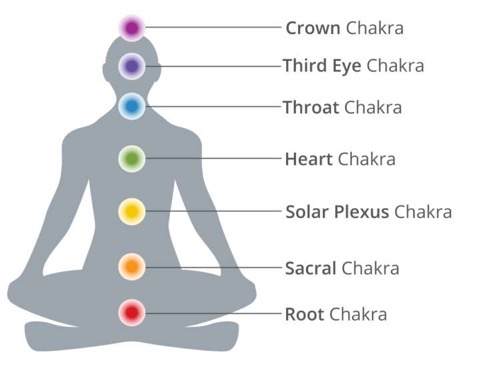 Crown Chakra
Third Eye Chakra
Throat Chakra
Heart Chakra
Solar Plexus Chakra
Sacral Chakra
Root Chakra